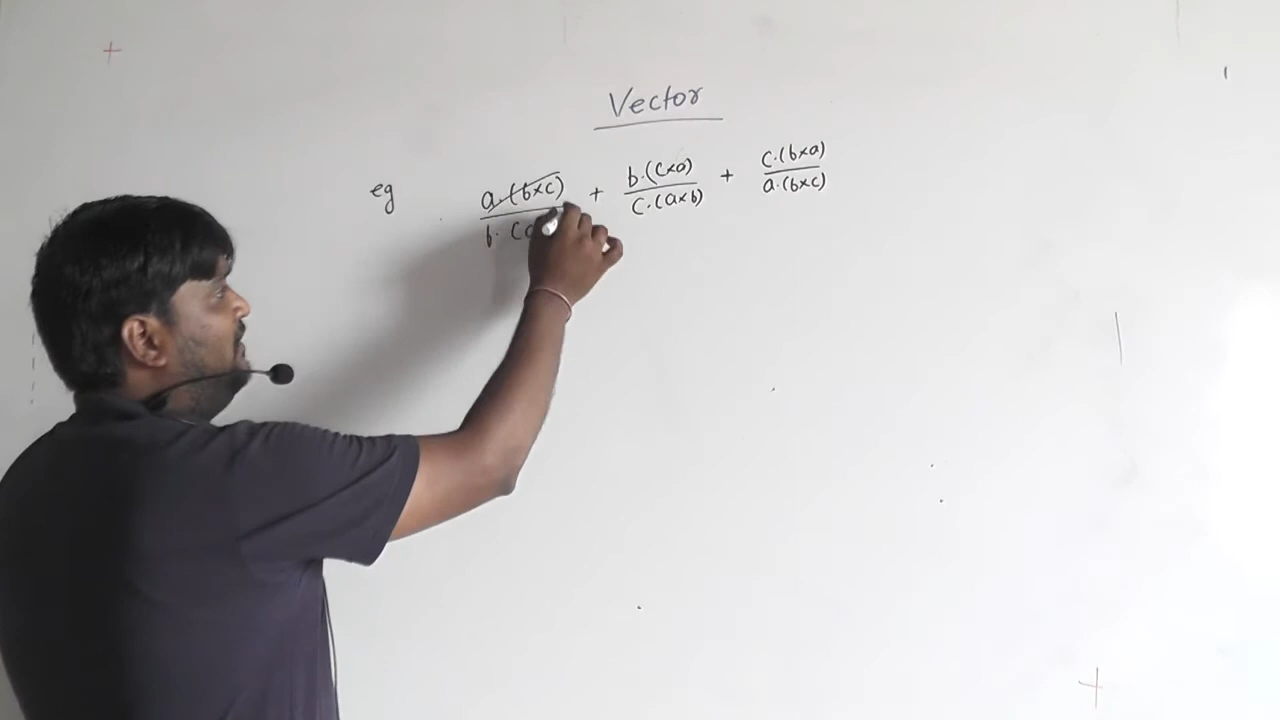 Vector
eg a·(b×c) + b·(c×a) + c·(b×a)
b· c·(a×b) a·(b×c)